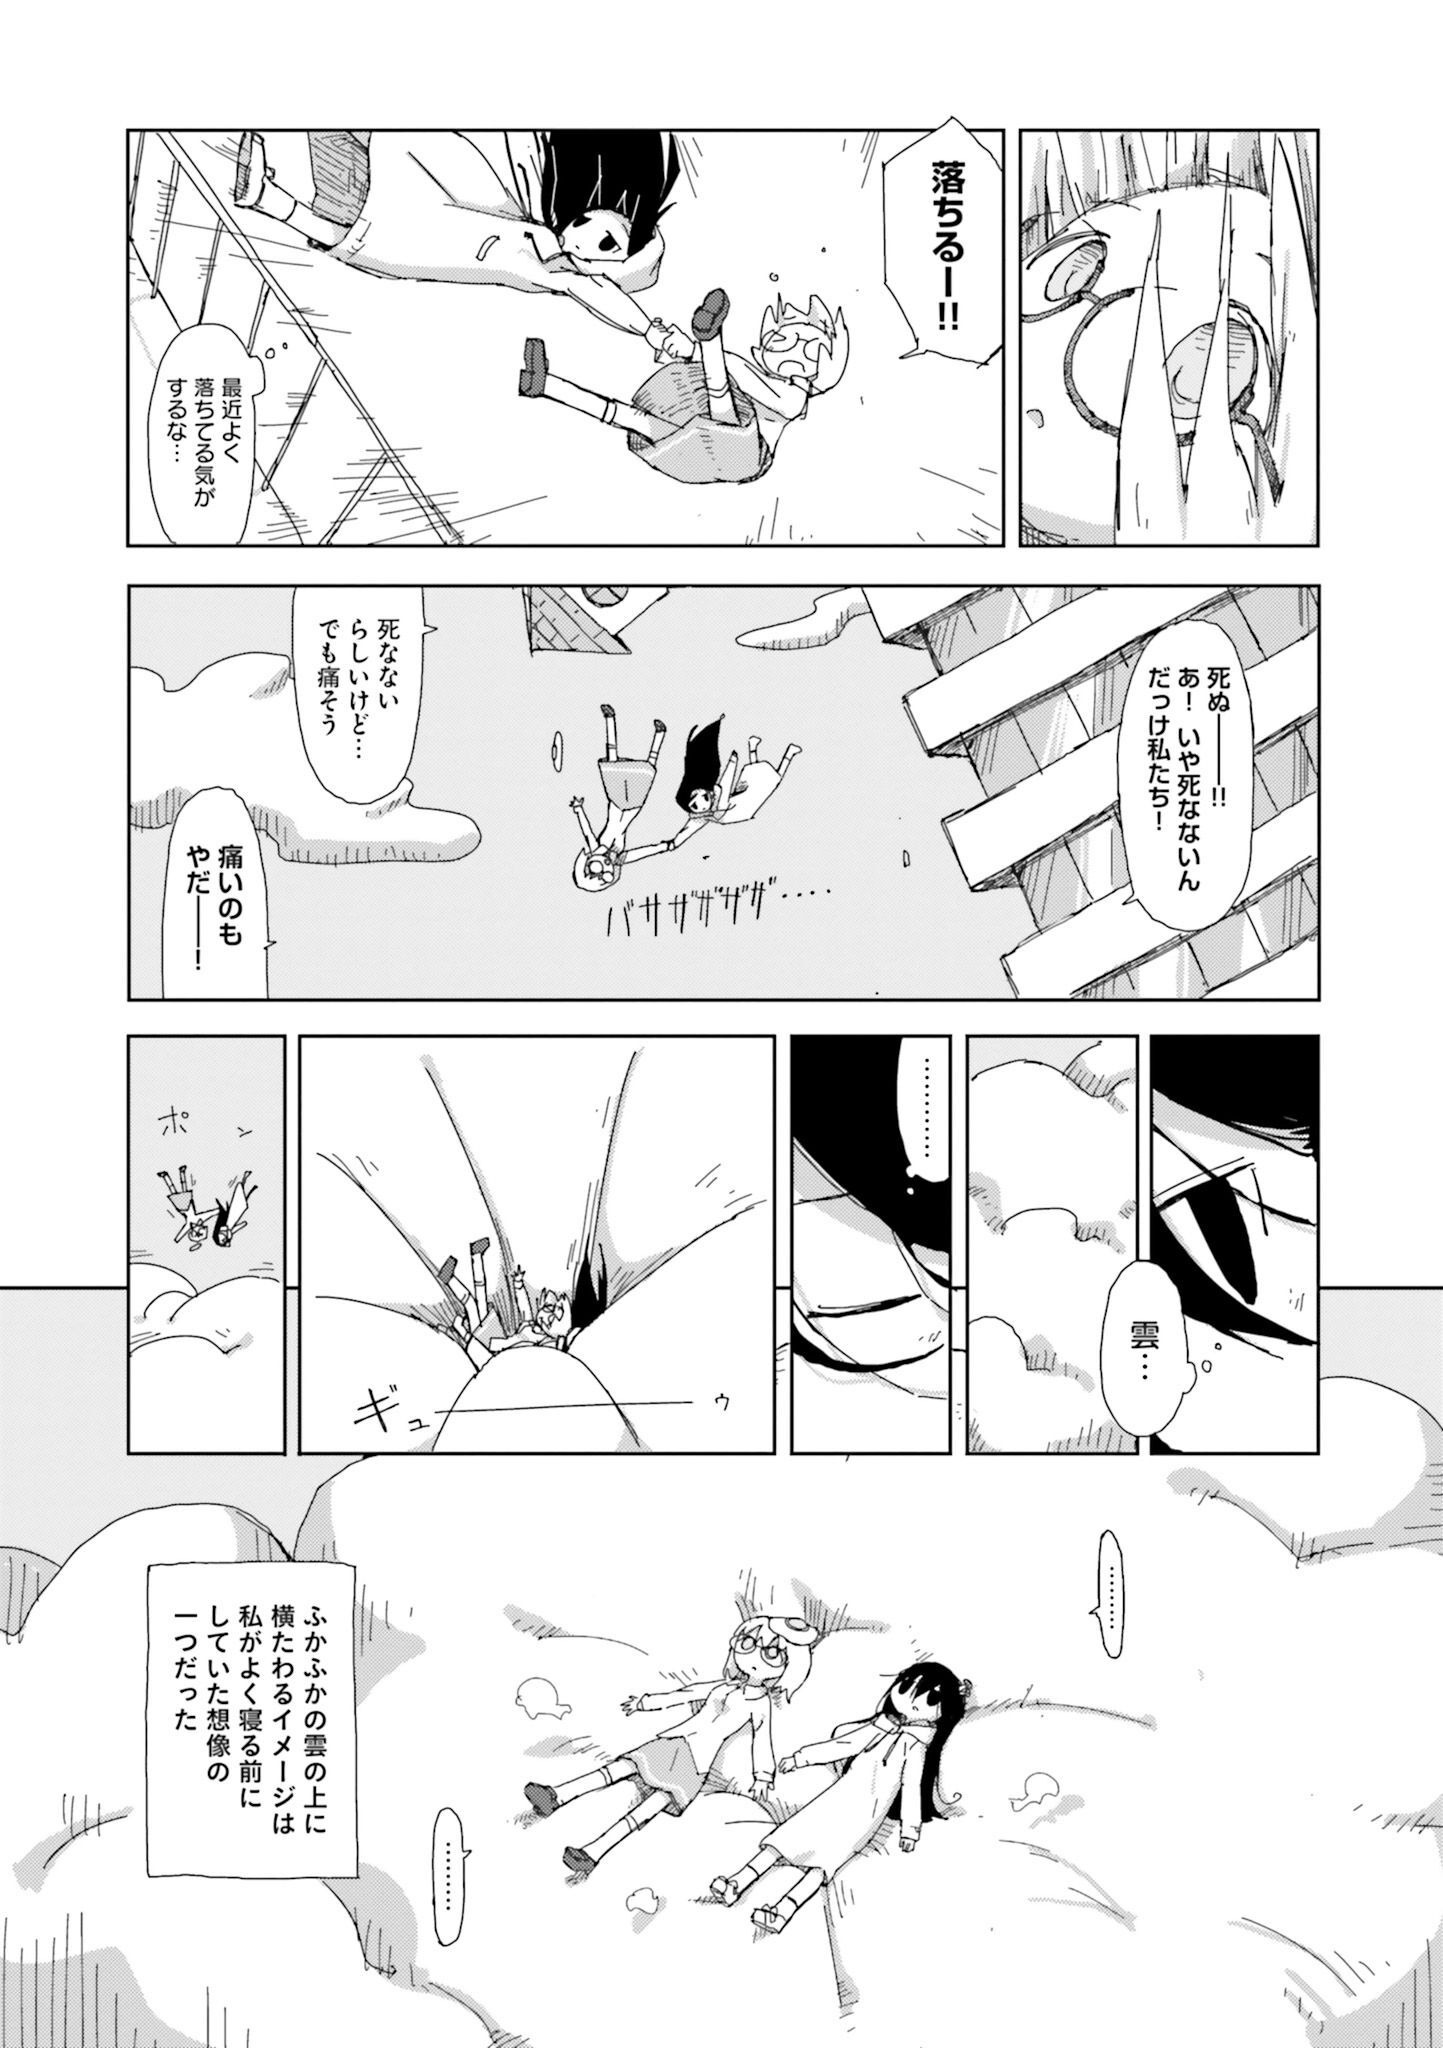 落ちるー!!
最近よく
落ちてる気が
するな…
死ぬ――!!
あ! いや死なないん
だっけ私たち!
死なない
らしいけど…
でも痛そう
バサザザザザ‥‥
痛いのも
やだ――!
雲…
…………
ギュ――ゥ
ポン
………
ふかふかの雲の上に
横たわるイメージは
私がよく寝る前に
していた想像の
一つだった
………